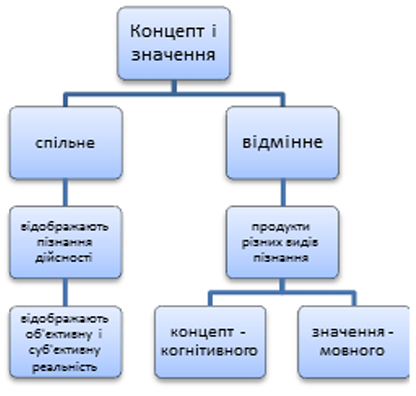 Концепт і
значення
спільне
відмінне
відображають
пізнання
дійсності
продукти
різних видів
пізнання
відображають
об'єктивну і
суб'єктивну
реальність
концепт -
когнітивного
значення -
мовного